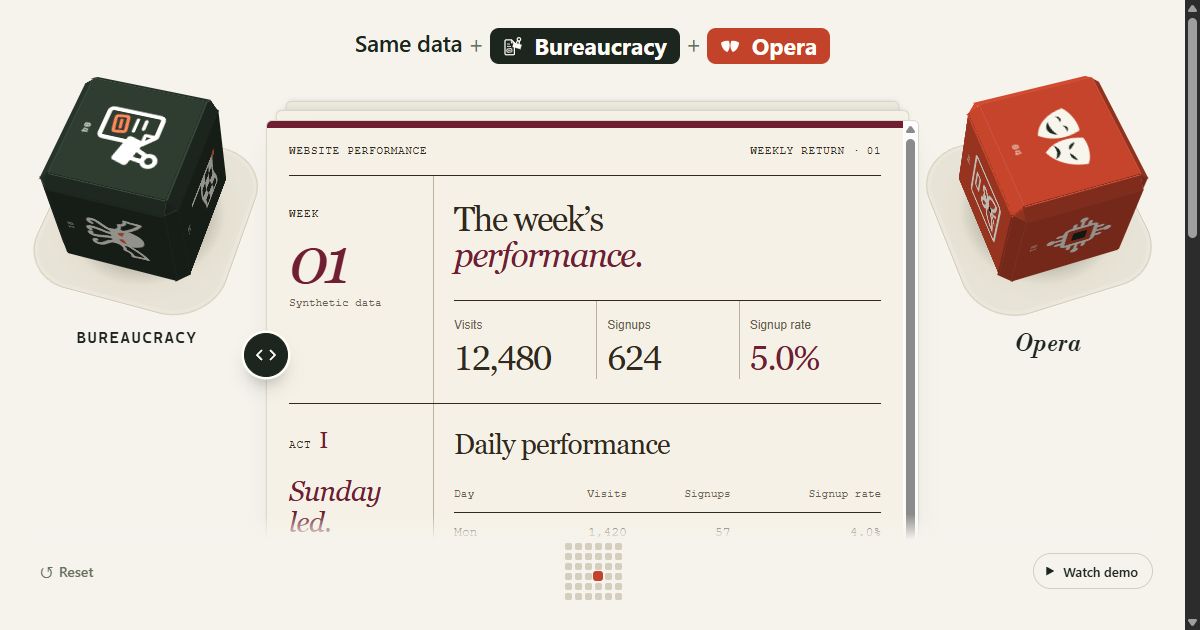 Same data + Bureaucracy + Opera
WEBSITE PERFORMANCE
WEEKLY RETURN · 01
WEEK
01
Synthetic data
The week’s
performance.
Visits
12,480
Signups
624
Signup rate
5.0%
ACT I
Sunday
led.
Daily performance
Day Visits Signups Signup rate
Mon 1,420 57 4.0%
BUREAUCRACY
Opera
Reset
Watch demo